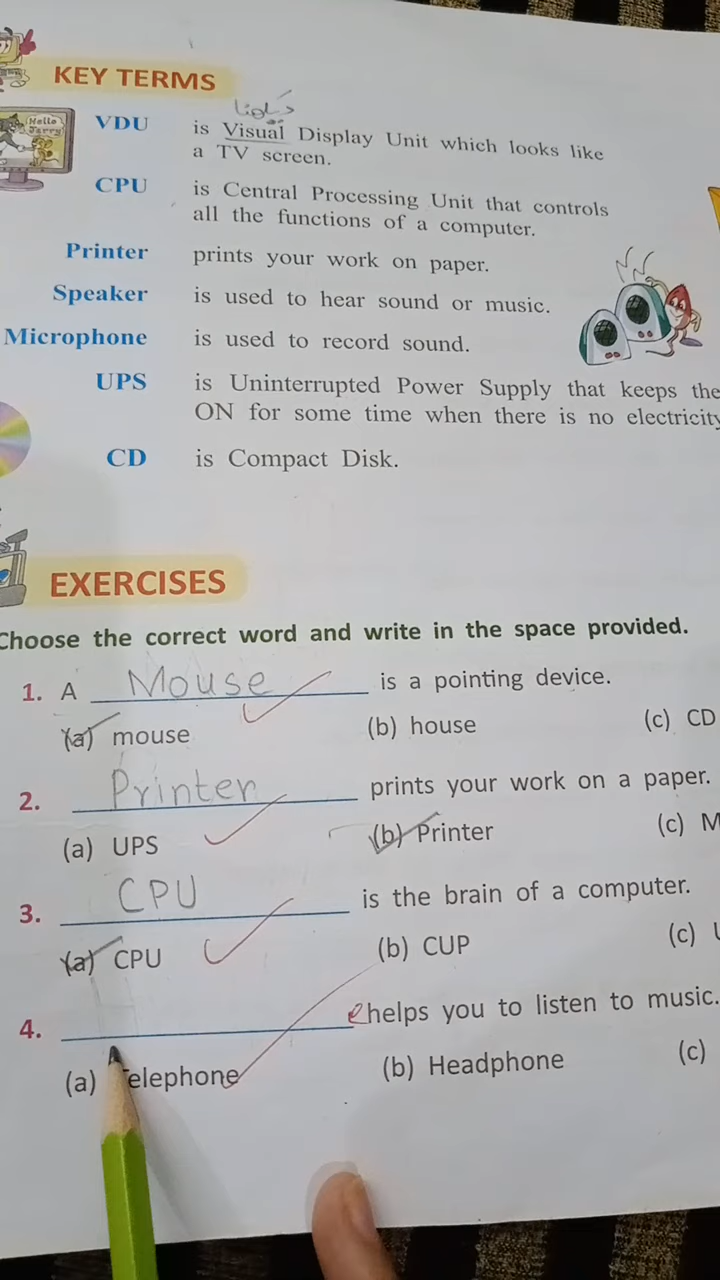 Hello
Jerry
KEY TERMS
VDU is Visual Display Unit which looks like
a TV screen.
CPU is Central Processing Unit that controls
all the functions of a computer.
Printer prints your work on paper.
Speaker is used to hear sound or music.
Microphone is used to record sound.
UPS is Uninterrupted Power Supply that keeps the
ON for some time when there is no electricity
CD is Compact Disk.
EXERCISES
Choose the correct word and write in the space provided.
1. A Mouse is a pointing device.
(a) mouse (b) house (c) CD
2. Printer prints your work on a paper.
(a) UPS (b) Printer (c) M
3. CPU is the brain of a computer.
(a) CPU (b) CUP (c)
4. e helps you to listen to music.
(a) Telephone (b) Headphone (c)